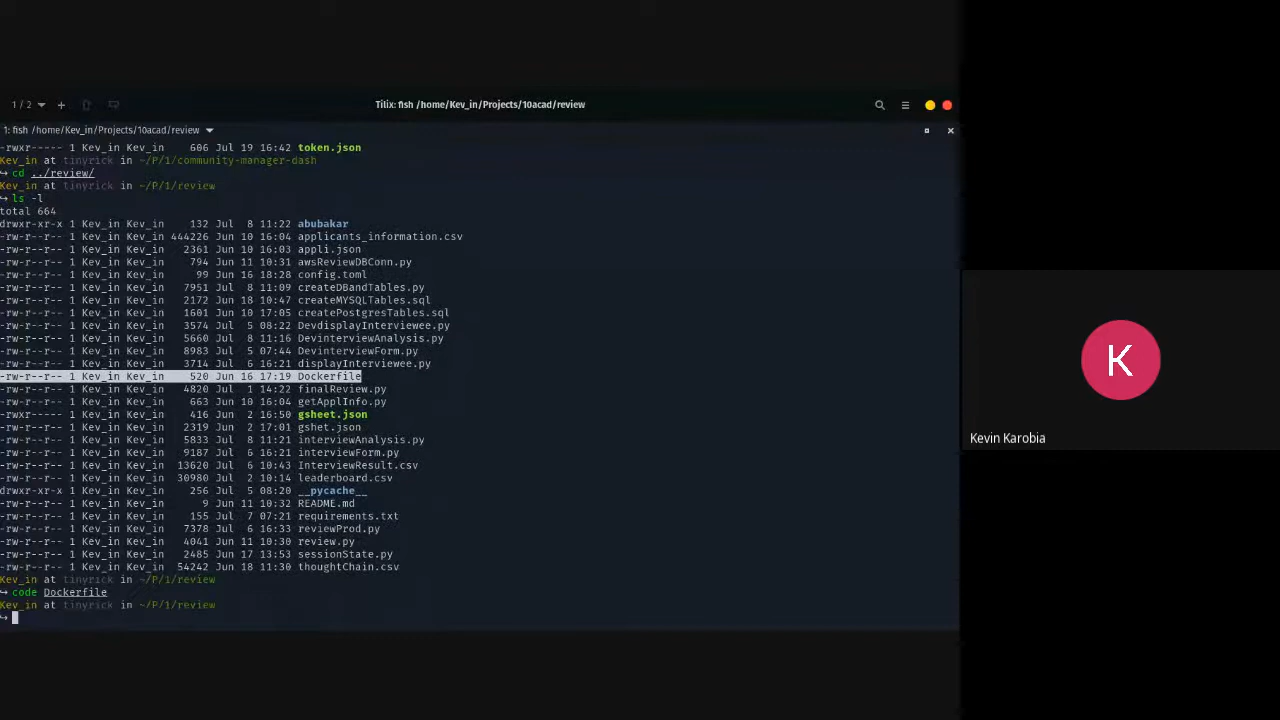 1 / 2
Tilix: fish /home/Kev_in/Projects/10acad/review
1: fish /home/Kev_in/Projects/10acad/review
-rwxr----- 1 Kev_in Kev_in    606 Jul 19 16:42 token.json
Kev_in at tinyrick in ~/P/1/community-manager-dash
↪ cd ../review/
Kev_in at tinyrick in ~/P/1/review
↪ ls -l
total 664
drwxr-xr-x 1 Kev_in Kev_in    132 Jul  8 11:22 abubakar
-rw-r--r-- 1 Kev_in Kev_in 444226 Jun 10 16:04 applicants_information.csv
-rw-r--r-- 1 Kev_in Kev_in   2361 Jun 10 16:03 appli.json
-rw-r--r-- 1 Kev_in Kev_in    794 Jun 11 10:31 awsReviewDBConn.py
-rw-r--r-- 1 Kev_in Kev_in     99 Jun 16 18:28 config.toml
-rw-r--r-- 1 Kev_in Kev_in   7951 Jul  8 11:09 createDBandTables.py
-rw-r--r-- 1 Kev_in Kev_in   2172 Jun 18 10:47 createMYSQLTables.sql
-rw-r--r-- 1 Kev_in Kev_in   1601 Jun 10 17:05 createPostgresTables.sql
-rw-r--r-- 1 Kev_in Kev_in   3574 Jul  5 08:22 DevdisplayInterviewee.py
-rw-r--r-- 1 Kev_in Kev_in   5660 Jul  8 11:16 DevinterviewAnalysis.py
-rw-r--r-- 1 Kev_in Kev_in   8983 Jul  5 07:44 DevinterviewForm.py
-rw-r--r-- 1 Kev_in Kev_in   3714 Jul  6 16:21 displayInterviewee.py
-rw-r--r-- 1 Kev_in Kev_in    520 Jun 16 17:19 Dockerfile
-rw-r--r-- 1 Kev_in Kev_in   4820 Jul  1 14:22 finalReview.py
-rw-r--r-- 1 Kev_in Kev_in    663 Jun 10 16:04 getApplInfo.py
-rwxr----- 1 Kev_in Kev_in    416 Jun  2 16:50 gsheet.json
-rw-r--r-- 1 Kev_in Kev_in   2319 Jun  2 17:01 gshet.json
-rw-r--r-- 1 Kev_in Kev_in   5833 Jul  8 11:21 interviewAnalysis.py
-rw-r--r-- 1 Kev_in Kev_in   9187 Jul  6 16:21 interviewForm.py
-rw-r--r-- 1 Kev_in Kev_in  13620 Jul  6 10:43 InterviewResult.csv
-rw-r--r-- 1 Kev_in Kev_in  30980 Jul  2 10:14 leaderboard.csv
drwxr-xr-x 1 Kev_in Kev_in    256 Jul  5 08:20 __pycache__
-rw-r--r-- 1 Kev_in Kev_in      9 Jun 11 10:32 README.md
-rw-r--r-- 1 Kev_in Kev_in    155 Jul  7 07:21 requirements.txt
-rw-r--r-- 1 Kev_in Kev_in   7378 Jul  6 16:33 reviewProd.py
-rw-r--r-- 1 Kev_in Kev_in   4041 Jun 11 10:30 review.py
-rw-r--r-- 1 Kev_in Kev_in   2485 Jun 17 13:53 sessionState.py
-rw-r--r-- 1 Kev_in Kev_in  54242 Jun 18 11:30 thoughtChain.csv
Kev_in at tinyrick in ~/P/1/review
↪ code Dockerfile
Kev_in at tinyrick in ~/P/1/review
↪
K
Kevin Karobia